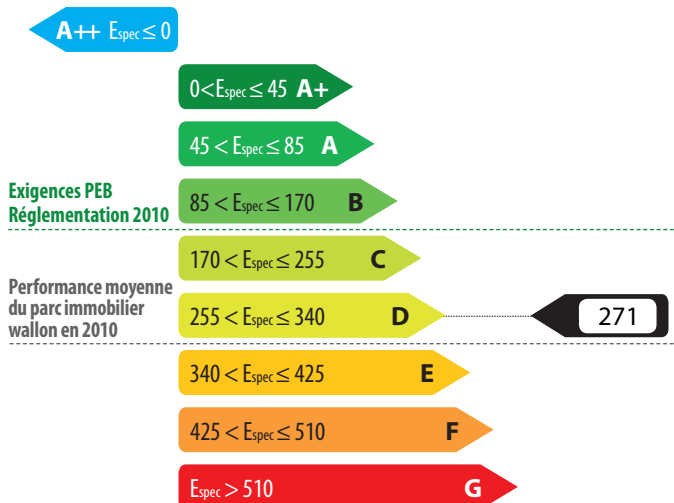 A++ Espec ≤ 0
0<Espec ≤ 45 A+
45 < Espec ≤ 85 A
Exigences PEB
Réglementation 2010
85 < Espec ≤ 170 B
170 < Espec ≤ 255 C
Performance moyenne
du parc immobilier
wallon en 2010
255 < Espec ≤ 340 D
271
340 < Espec ≤ 425 E
425 < Espec ≤ 510 F
Espec > 510 G